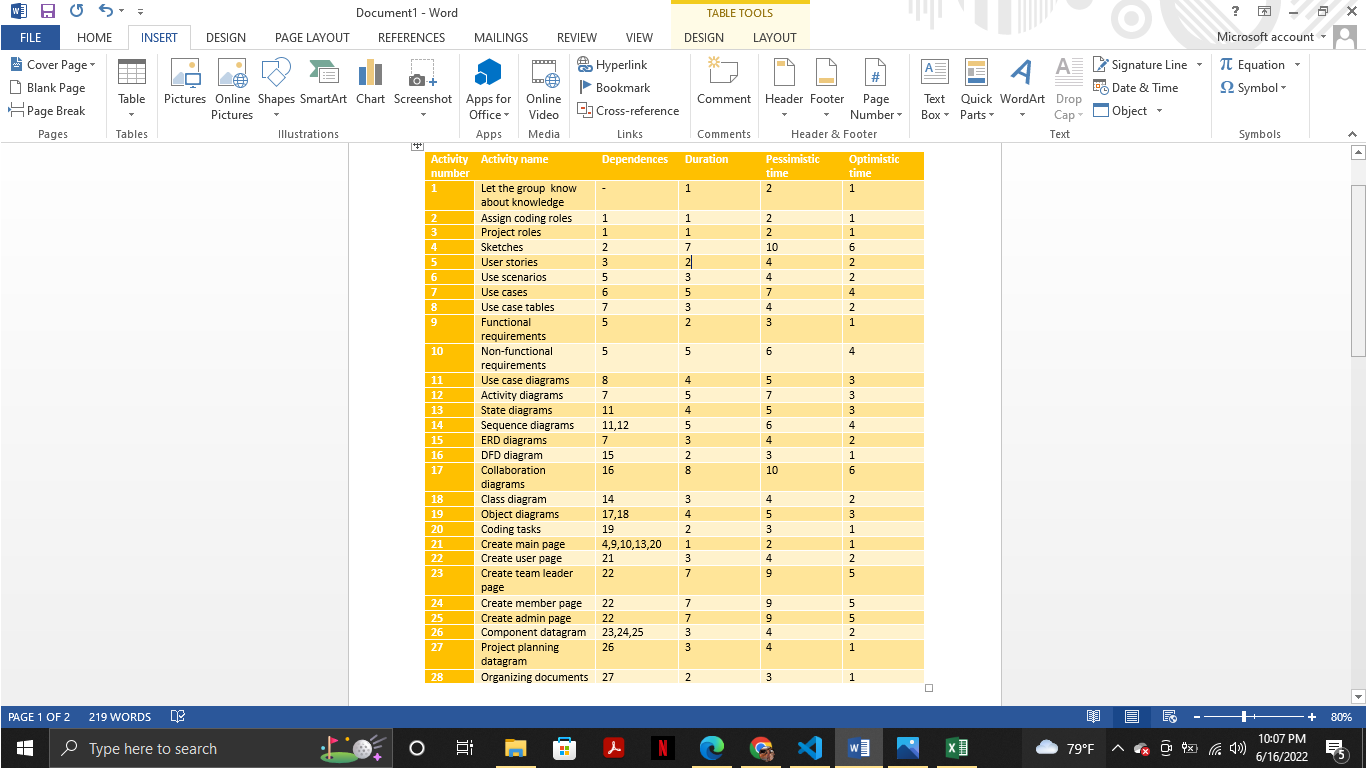 Document1 - Word
TABLE TOOLS
?
FILE HOME INSERT DESIGN PAGE LAYOUT REFERENCES MAILINGS REVIEW VIEW DESIGN LAYOUT Microsoft account
Cover Page
Blank Page
Page Break
Table
Pictures Online Pictures Shapes SmartArt Chart Screenshot
Apps for Office
Online Video
Hyperlink
Bookmark
Cross-reference
Comment
Header Footer Page Number
Text Box Quick Parts WordArt Drop Cap
Signature Line
Date & Time
Object
π Equation
Ω Symbol
Pages Tables Illustrations Apps Media Links Comments Header & Footer Text Symbols
Activity number Activity name Dependences Duration Pessimistic time Optimistic time
1 Let the group know about knowledge - 1 2 1
2 Assign coding roles 1 1 2 1
3 Project roles 1 1 2 1
4 Sketches 2 7 10 6
5 User stories 3 2 4 2
6 Use scenarios 5 3 4 2
7 Use cases 6 5 7 4
8 Use case tables 7 3 4 2
9 Functional requirements 5 2 3 1
10 Non-functional requirements 5 5 6 4
11 Use case diagrams 8 4 5 3
12 Activity diagrams 7 5 7 3
13 State diagrams 11 4 5 3
14 Sequence diagrams 11,12 5 6 4
15 ERD diagrams 7 3 4 2
16 DFD diagram 15 2 3 1
17 Collaboration diagrams 16 8 10 6
18 Class diagram 14 3 4 2
19 Object diagrams 17,18 4 5 3
20 Coding tasks 19 2 3 1
21 Create main page 4,9,10,13,20 1 2 1
22 Create user page 21 3 4 2
23 Create team leader page 22 7 9 5
24 Create member page 22 7 9 5
25 Create admin page 22 7 9 5
26 Component datagram 23,24,25 3 4 2
27 Project planning datagram 26 3 4 1
28 Organizing documents 27 2 3 1
PAGE 1 OF 2 219 WORDS 80%
Type here to search
79°F
10:07 PM
6/16/2022
5